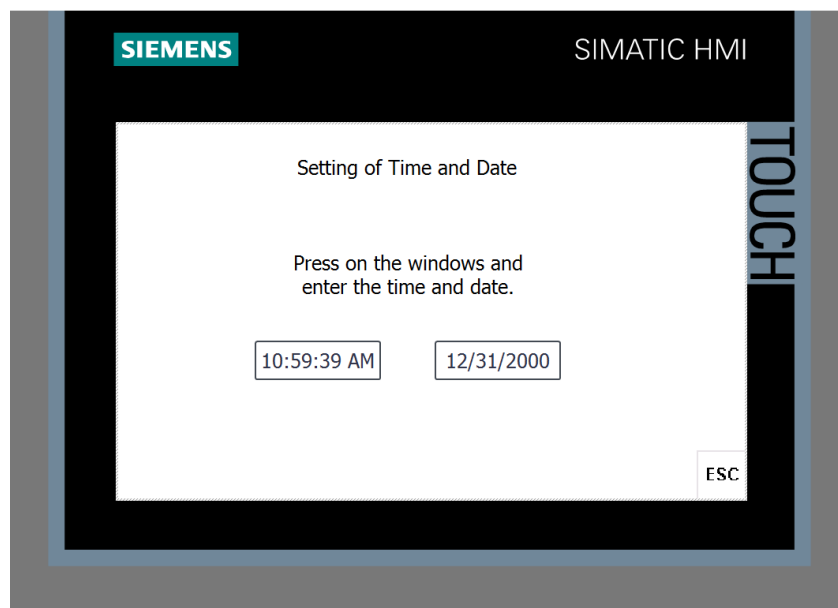 SIEMENS
SIMATIC HMI
TOUCH
Setting of Time and Date
Press on the windows and
enter the time and date.
10:59:39 AM
12/31/2000
ESC